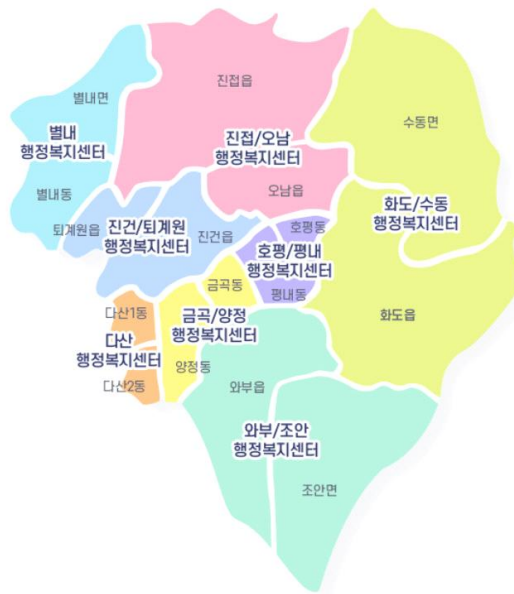 진접읍
별내면
수동면
별내
행정복지센터
진접/오남
행정복지센터
별내동
오남읍
화도/수동
행정복지센터
퇴계원읍
진건/퇴계원
행정복지센터
진건읍
호평동
호평/평내
행정복지센터
금곡동
평내동
다산1동
금곡/양정
행정복지센터
화도읍
다산
행정복지센터
양정동
다산2동
와부읍
와부/조안
행정복지센터
조안면